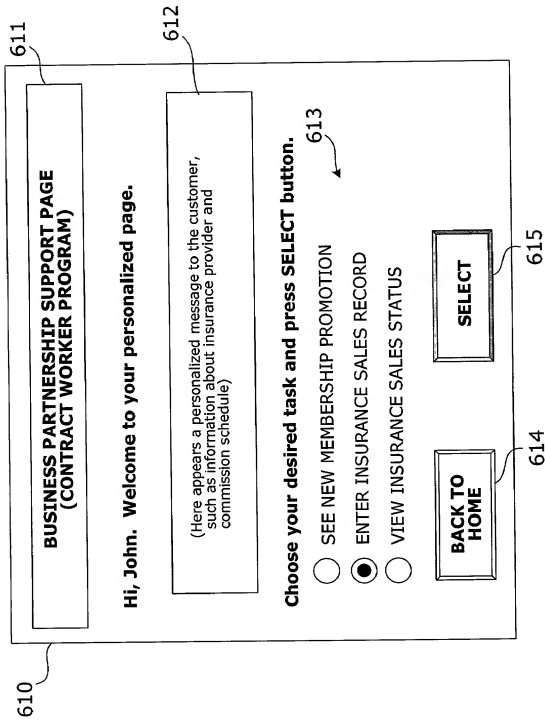 610
611
BUSINESS PARTNERSHIP SUPPORT PAGE
(CONTRACT WORKER PROGRAM)
Hi, John. Welcome to your personalized page.
612
(Here appears a personalized message to the customer,
such as information about insurance provider and
commission schedule)
Choose your desired task and press SELECT button.
613
SEE NEW MEMBERSHIP PROMOTION
ENTER INSURANCE SALES RECORD
VIEW INSURANCE SALES STATUS
BACK TO
HOME
SELECT
614
615